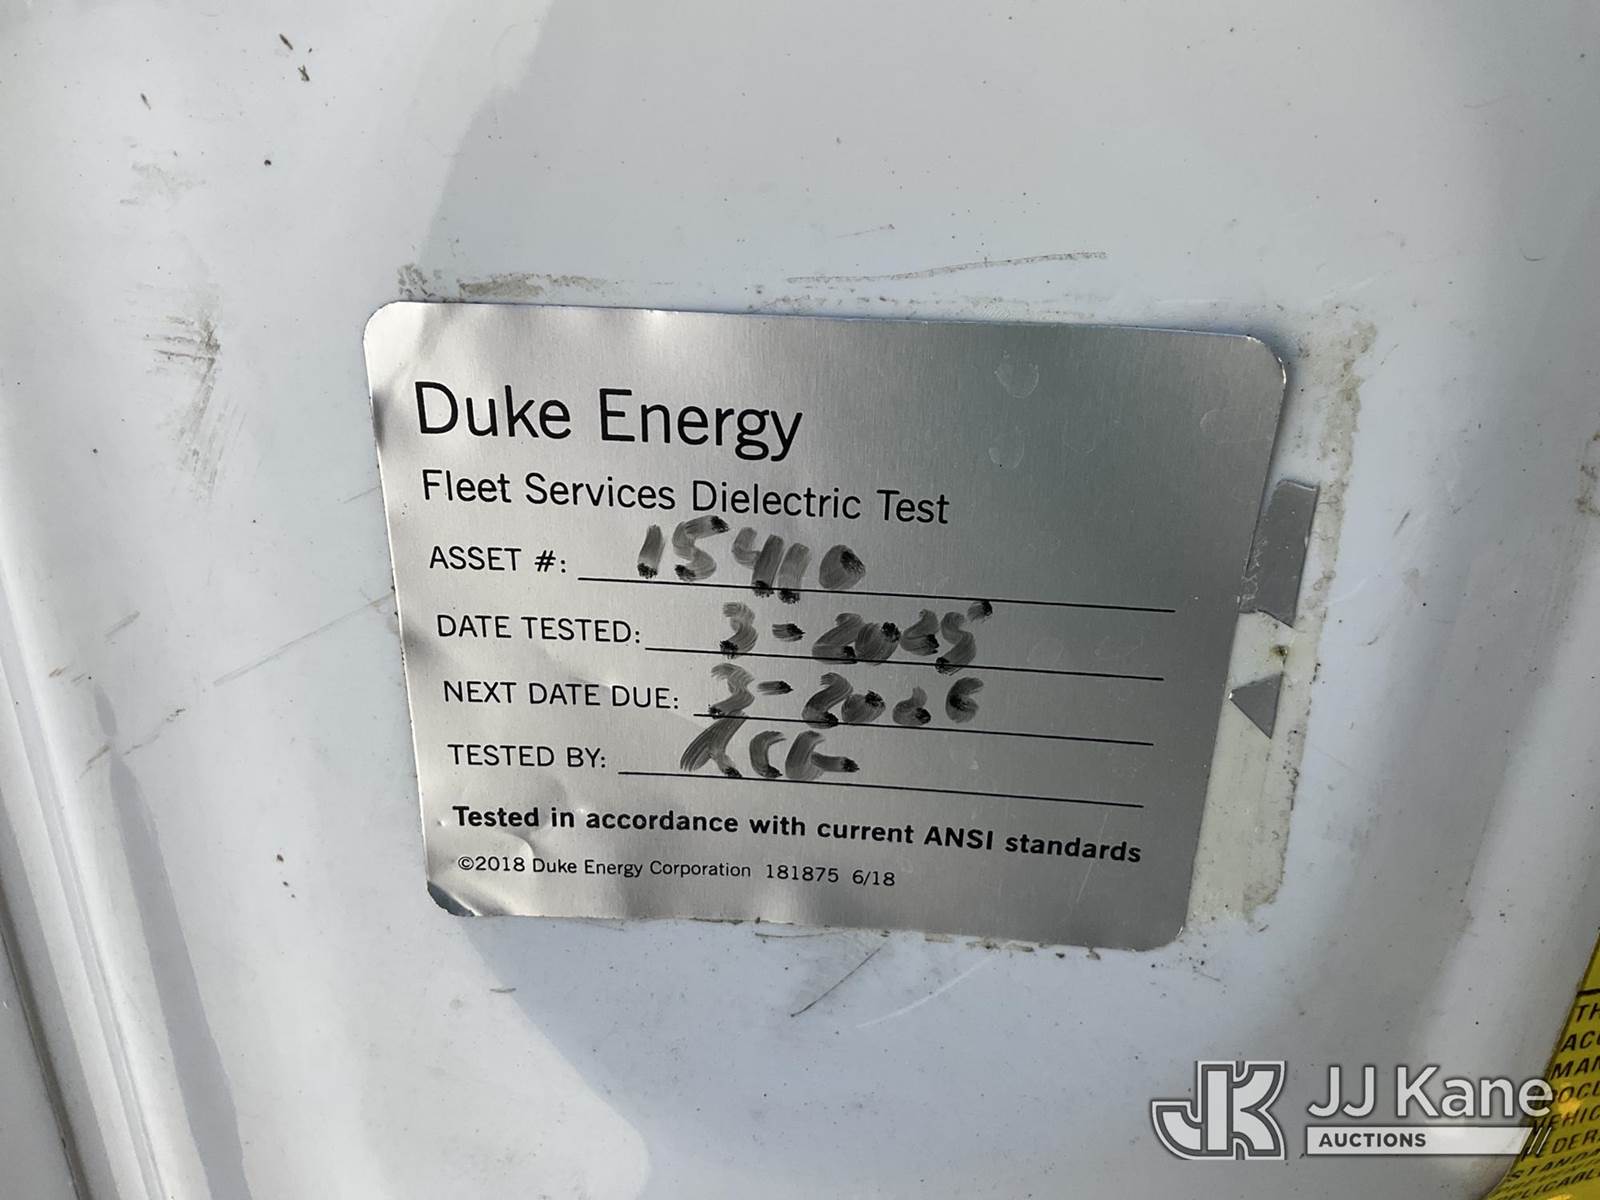 Duke Energy
Fleet Services Dielectric Test
ASSET #: 15410
DATE TESTED: 3-2025
NEXT DATE DUE: 3-2026
TESTED BY:
Tested in accordance with current ANSI standards
©2018 Duke Energy Corporation 181875 6/18
JK JJ Kane
AUCTIONS